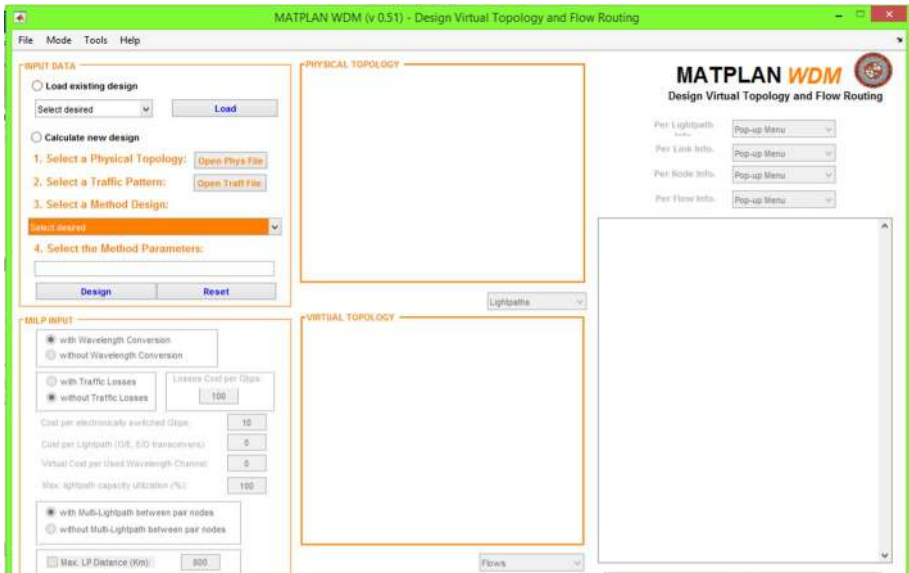 MATPLAN WDM (v 0.51) - Design Virtual Topology and Flow Routing
File Mode Tools Help
INPUT DATA
Load existing design
Select desired
Load
Calculate new design
1. Select a Physical Topology:
Open Phys File
2. Select a Traffic Pattern:
Open Traff File
3. Select a Method Design:
Select desired
4. Select the Method Parameters:
Design
Reset
MILP INPUT
with Wavelength Conversion
without Wavelength Conversion
with Traffic Losses
without Traffic Losses
Losses Cost per Gbps:
100
Cost per electronically switched Gbps:
10
Cost per Lightpath (O/E, E/O transceivers):
0
Virtual Cost per Used Wavelength Channel:
0
Max. lightpath capacity utilization (%):
100
with Multi-Lightpath between pair nodes
without Multi-Lightpath between pair nodes
Max. LP Distance (Km):
800
PHYSICAL TOPOLOGY
Lightpaths
VIRTUAL TOPOLOGY
Flows
MATPLAN WDM
Design Virtual Topology and Flow Routing
Per Lightpath
Pop-up Menu
Per Link Info.
Pop-up Menu
Per Node Info.
Pop-up Menu
Per Flow Info.
Pop-up Menu